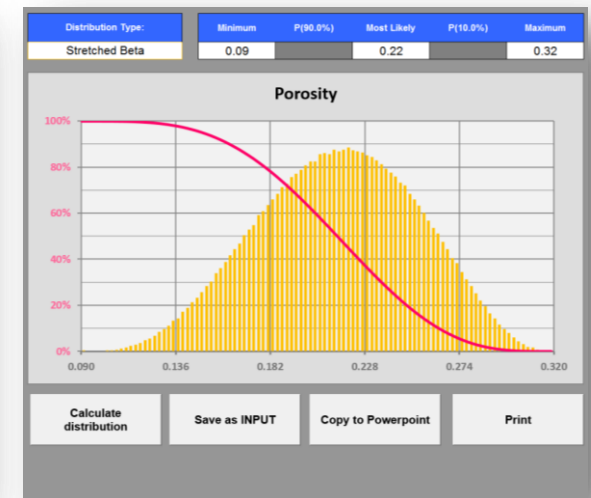 Distribution Type: Minimum P(90.0%) Most Likely P(10.0%) Maximum
Stretched Beta 0.09 0.22 0.32
Porosity
100%
80%
60%
40%
20%
0%
0.090 0.136 0.182 0.228 0.274 0.320
Calculate
distribution
Save as INPUT
Copy to Powerpoint
Print